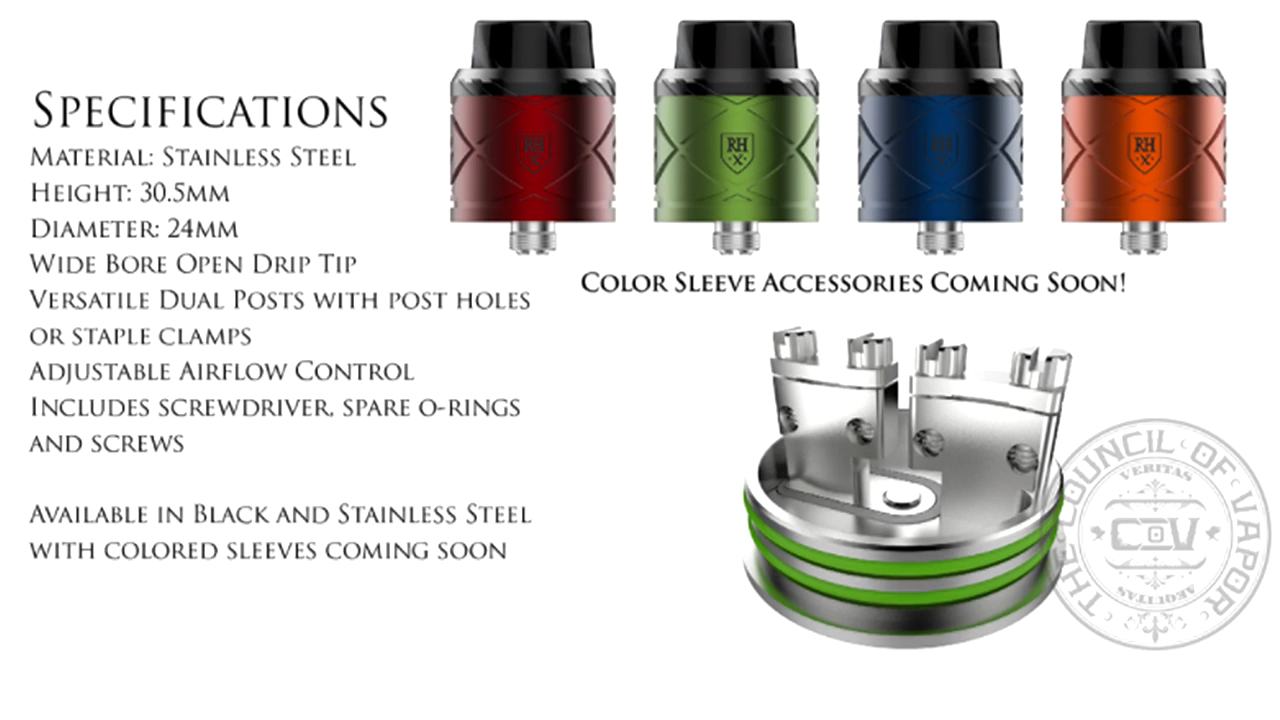 Specifications
Material: Stainless Steel
Height: 30.5mm
Diameter: 24mm
Wide Bore Open Drip Tip
Versatile Dual Posts with post holes
or staple clamps
Adjustable Airflow Control
Includes screwdriver, spare o-rings
and screws
Available in Black and Stainless Steel
with colored sleeves coming soon
RH
X
RH
X
RH
X
RH
X
Color Sleeve Accessories Coming Soon!
THE COUNCIL OF VAPOR
VERITAS
COV
AEQUITAS